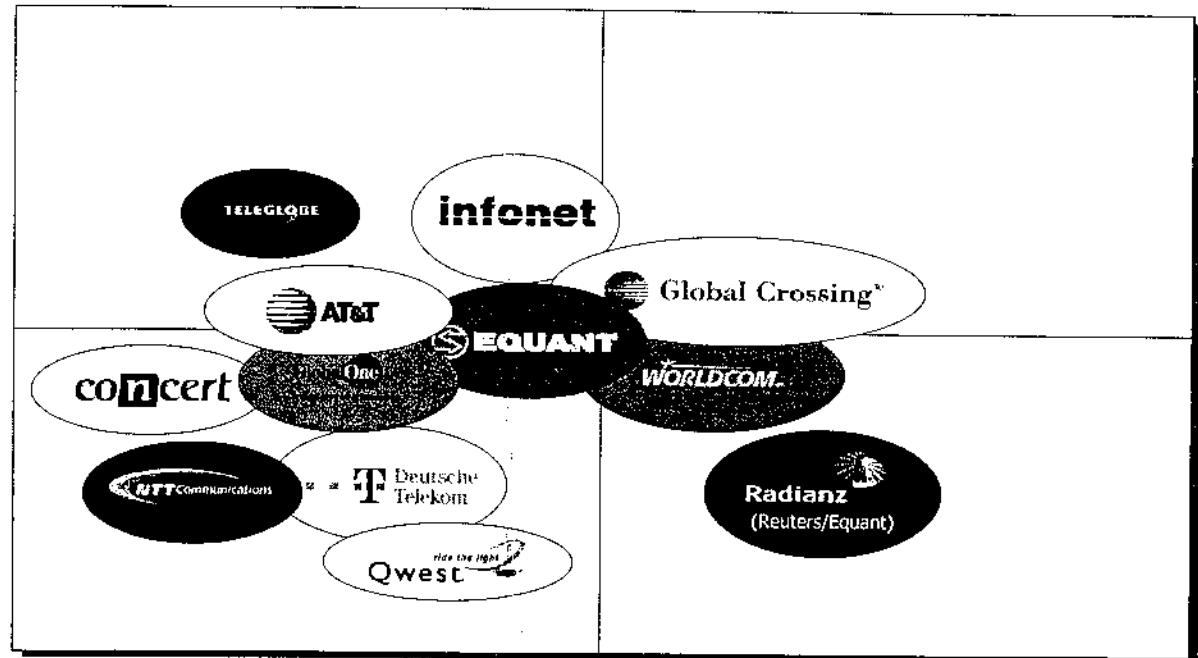 TELEGLOBE
infonet
Global Crossing
AT&T
EQUANT
One
WORLDCOM
concert
NTT Communications
Deutsche
Telekom
ride the light
Qwest
Radianz
(Reuters/Equant)